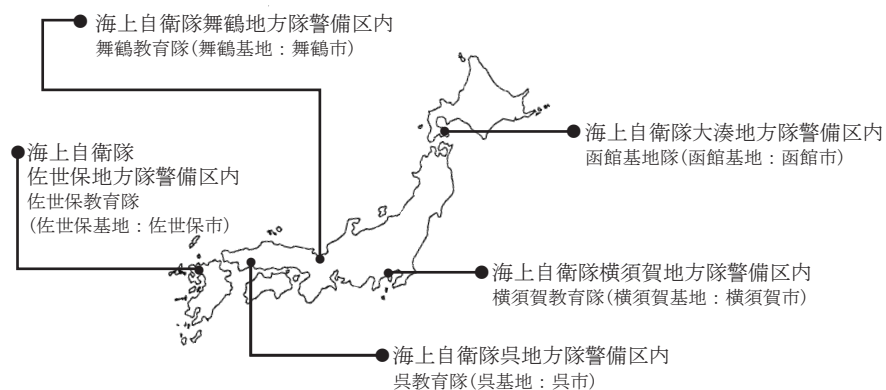 海上自衛隊舞鶴地方隊警備区内
舞鶴教育隊(舞鶴基地：舞鶴市)
海上自衛隊大湊地方隊警備区内
函館基地隊(函館基地：函館市)
海上自衛隊
佐世保地方隊警備区内
佐世保教育隊
(佐世保基地：佐世保市)
海上自衛隊横須賀地方隊警備区内
横須賀教育隊(横須賀基地：横須賀市)
海上自衛隊呉地方隊警備区内
呉教育隊(呉基地：呉市)